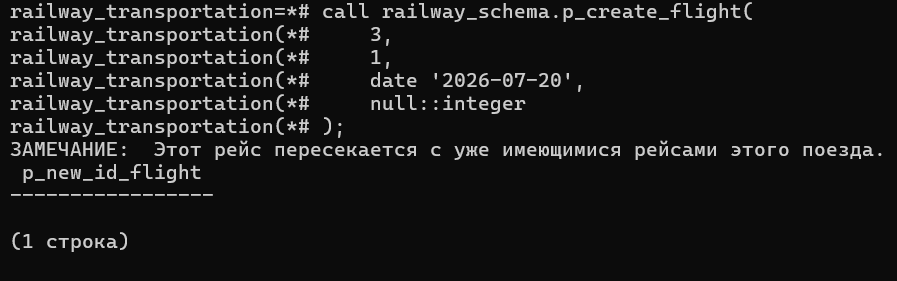 railway_transportation=*# call railway_schema.p_create_flight(
railway_transportation(*#     3,
railway_transportation(*#     1,
railway_transportation(*#     date '2026-07-20',
railway_transportation(*#     null::integer
railway_transportation(*# );
ЗАМЕЧАНИЕ:  Этот рейс пересекается с уже имеющимися рейсами этого поезда.
 p_new_id_flight
-----------------
(1 строка)